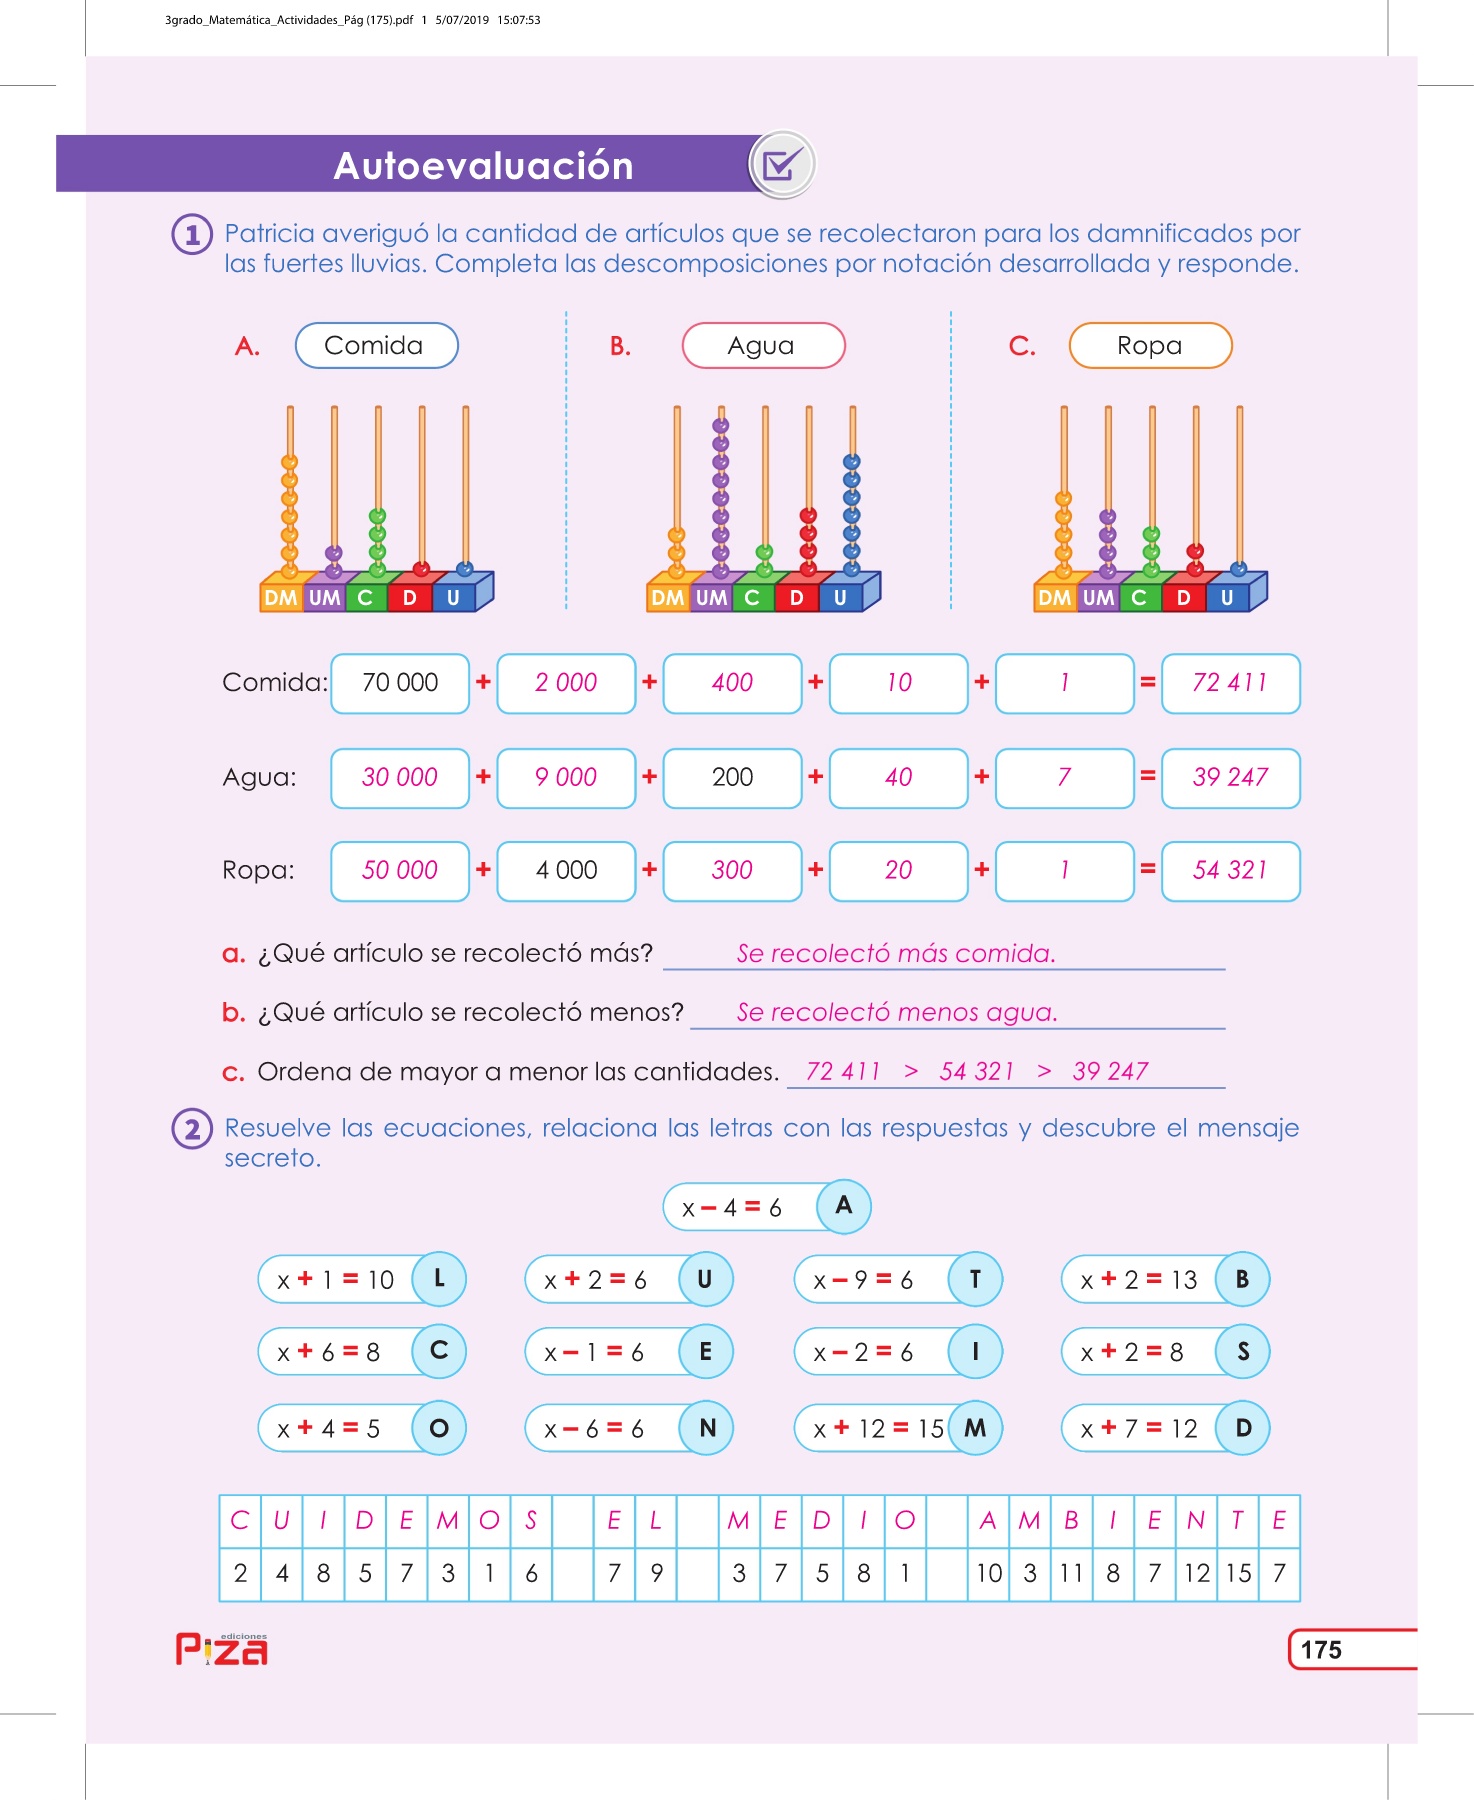 3grado_Matemática_Actividades_Pág (175).pdf 1 5/07/2019 15:07:53
Autoevaluación
1 Patricia averiguó la cantidad de artículos que se recolectaron para los damnificados por
las fuertes lluvias. Completa las descomposiciones por notación desarrollada y responde.
A. Comida B. Agua C. Ropa
DM UM C D U DM UM C D U DM UM C D U
Comida: 70 000 + 2 000 + 400 + 10 + 1 = 72 411
Agua: 30 000 + 9 000 + 200 + 40 + 7 = 39 247
Ropa: 50 000 + 4 000 + 300 + 20 + 1 = 54 321
a. ¿Qué artículo se recolectó más? Se recolectó más comida.
b. ¿Qué artículo se recolectó menos? Se recolectó menos agua.
c. Ordena de mayor a menor las cantidades. 72 411 > 54 321 > 39 247
2 Resuelve las ecuaciones, relaciona las letras con las respuestas y descubre el mensaje
secreto.
x – 4 = 6 A
x + 1 = 10 L x + 2 = 6 U x – 9 = 6 T x + 2 = 13 B
x + 6 = 8 C x – 1 = 6 E x – 2 = 6 I x + 2 = 8 S
x + 4 = 5 O x – 6 = 6 N x + 12 = 15 M x + 7 = 12 D
C U I D E M O S E L M E D I O A M B I E N T E
2 4 8 5 7 3 1 6 7 9 3 7 5 8 1 10 3 11 8 7 12 15 7
ediciones
Piza
175